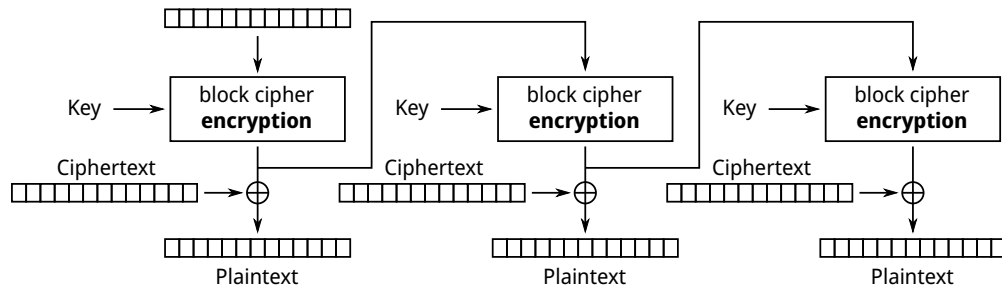 block cipher
encryption
Key
Ciphertext
Plaintext
block cipher
encryption
Key
Ciphertext
Plaintext
block cipher
encryption
Key
Ciphertext
Plaintext